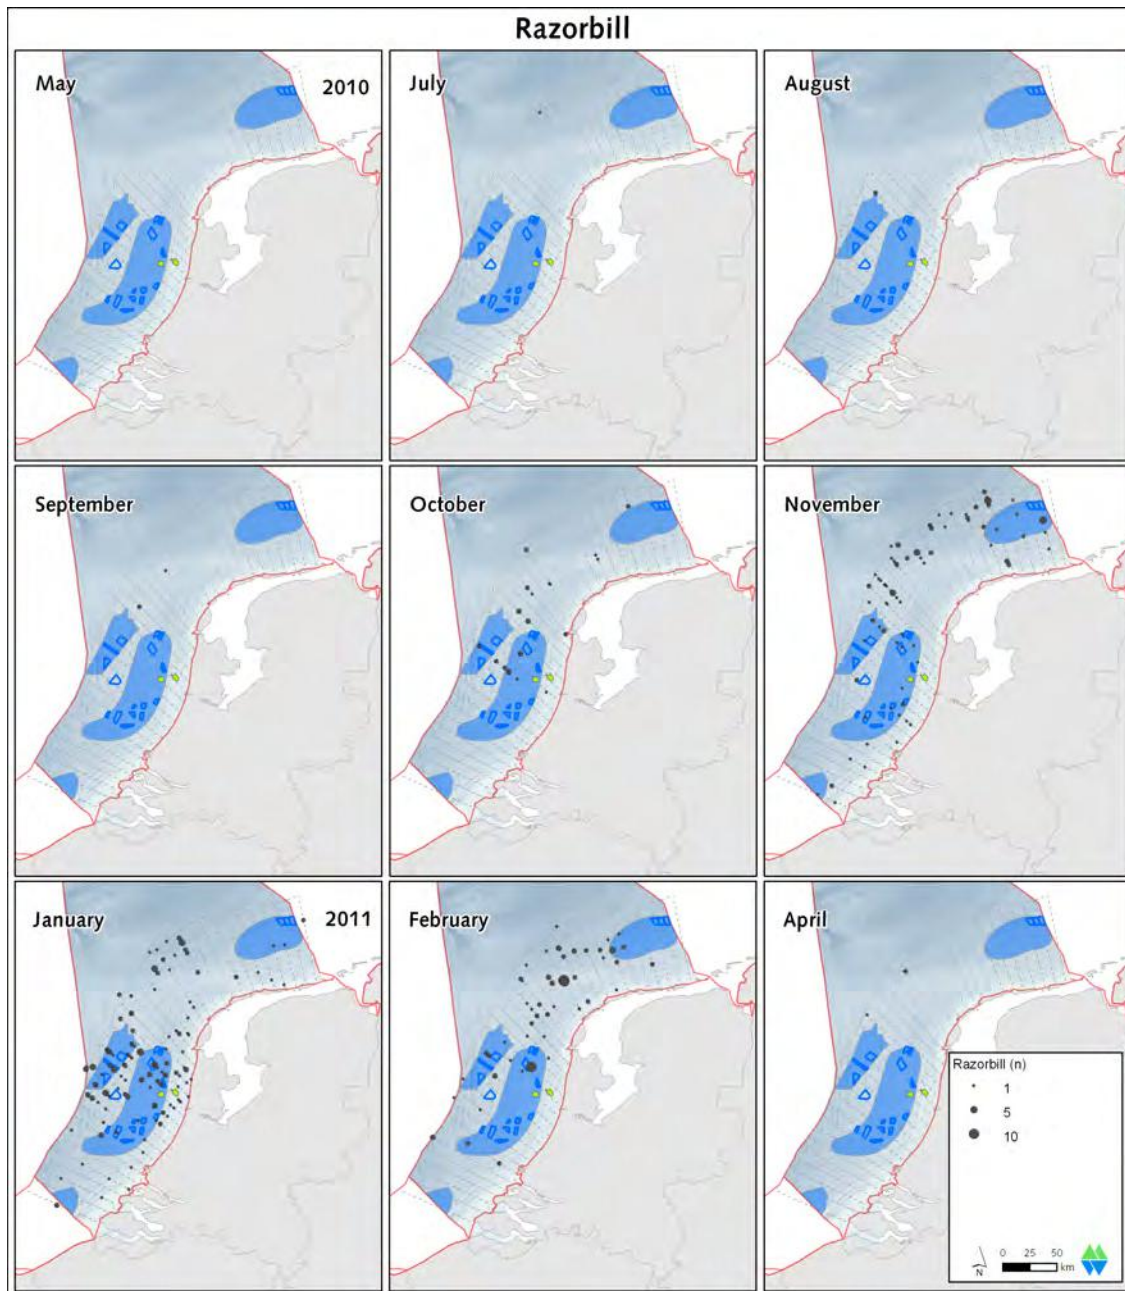 Razorbill
May 2010
July
August
September
October
November
January 2011
February
April
Razorbill (n)
1
5
10
N
0 25 50
km